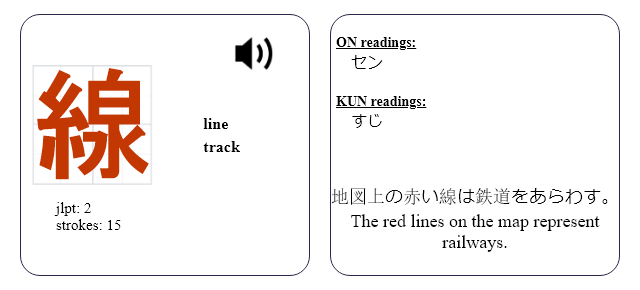 線
line
track
jlpt: 2
strokes: 15
ON readings:
セン
KUN readings:
すじ
地図上の赤い線は鉄道をあらわす。
The red lines on the map represent
railways.